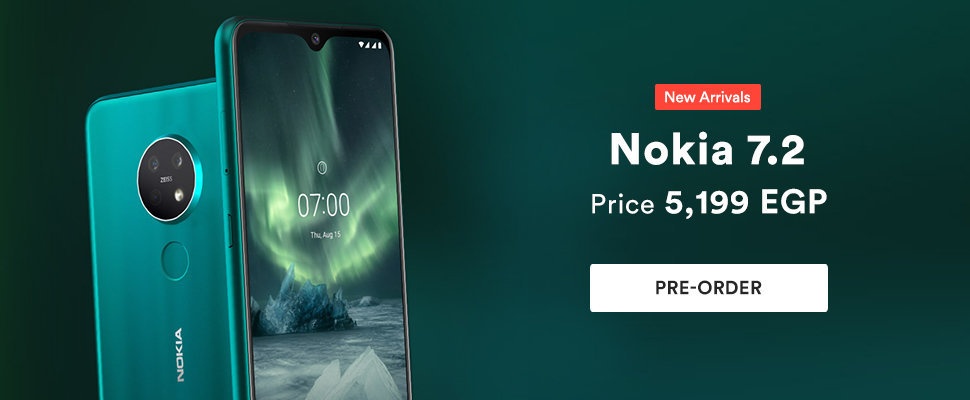 New Arrivals
Nokia 7.2
Price 5,199 EGP
PRE-ORDER
07:00
Thu, Aug 15
ZEISS
NOKIA